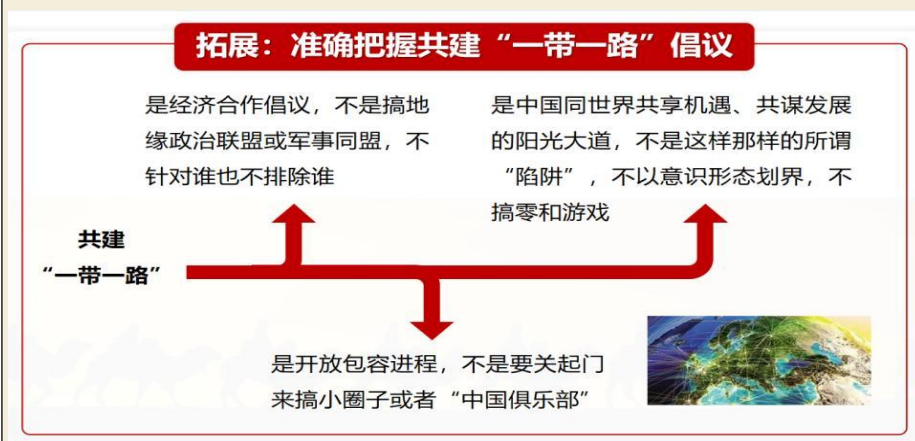 拓展：准确把握共建“一带一路”倡议
是经济合作倡议，不是搞地
缘政治联盟或军事同盟，不
针对谁也不排除谁
是中国同世界共享机遇、共谋发展
的阳光大道，不是这样那样的所谓
“陷阱”，不以意识形态划界，不
搞零和游戏
共建
“一带一路”
是开放包容进程，不是要关起门
来搞小圈子或者“中国俱乐部”